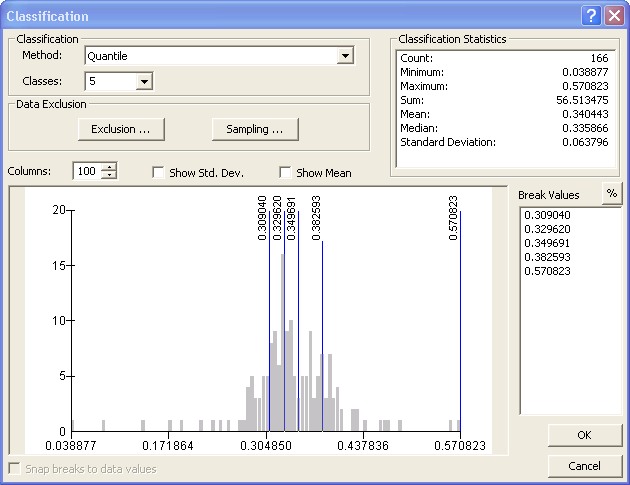 Classification
Classification
Method: Quantile
Classes: 5
Data Exclusion
Exclusion ...
Sampling ...
Classification Statistics
Count: 166
Minimum: 0.038877
Maximum: 0.570823
Sum: 56.513475
Mean: 0.340443
Median: 0.335866
Standard Deviation: 0.063796
Columns: 100
Show Std. Dev.
Show Mean
Break Values
%
0.309040
0.329620
0.349691
0.382593
0.570823
0.309040
0.329620
0.349691
0.382593
0.570823
20
15
10
5
0
0.038877 0.171864 0.304850 0.437836 0.570823
Snap breaks to data values
OK
Cancel